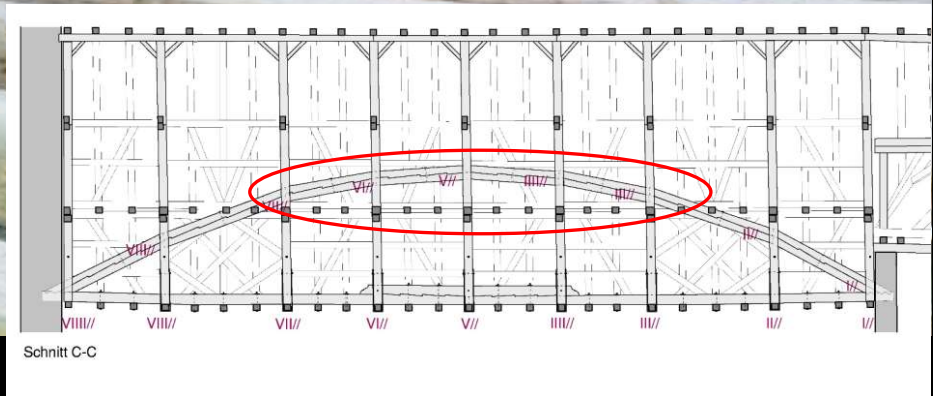 VI// V// IIII// III//
VII//
VIII// II//
I//
VIIII// VIII// VII// VI// V// IIII// III// II// I//
Schnitt C-C